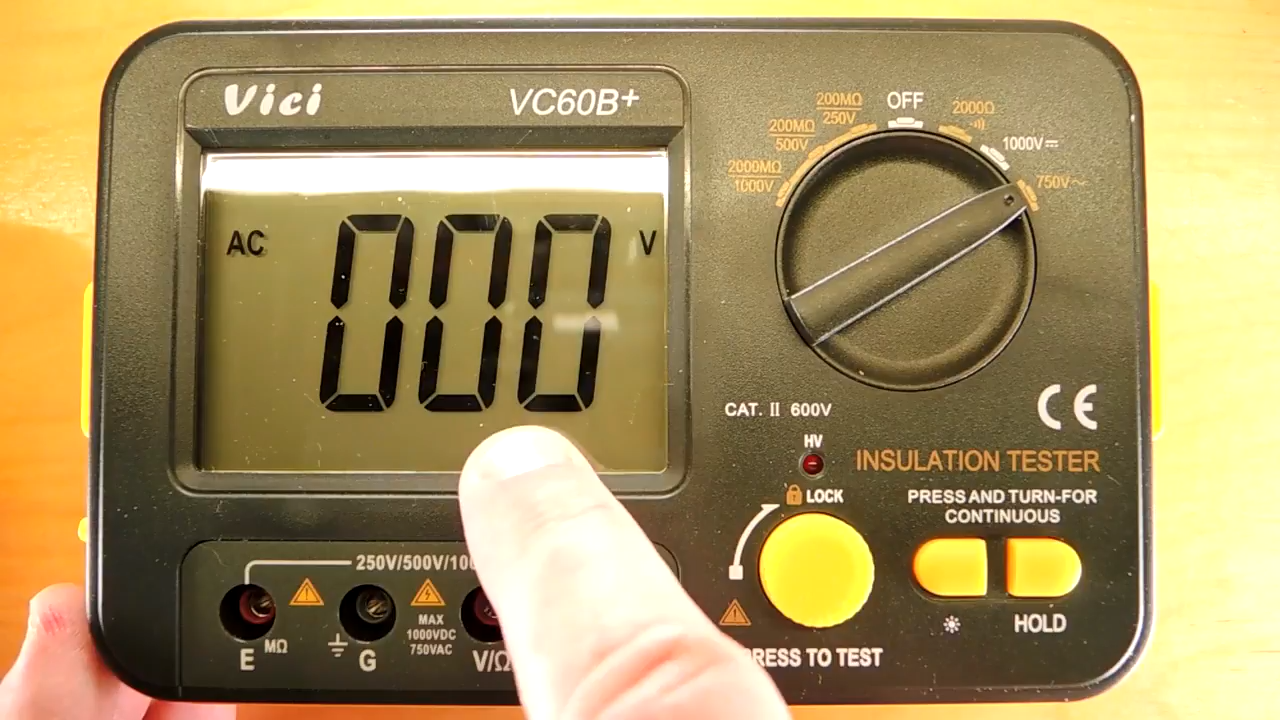 Vici
VC60B+
AC
000
V
200MΩ
250V
200MΩ
500V
2000MΩ
1000V
OFF
2000Ω
1000V
750V~
CAT. II 600V
CE
HV
INSULATION TESTER
LOCK
PRESS AND TURN-FOR
CONTINUOUS
HOLD
PRESS TO TEST
250V/500V/100
MAX
1000VDC
750VAC
E
MΩ
G
V/Ω